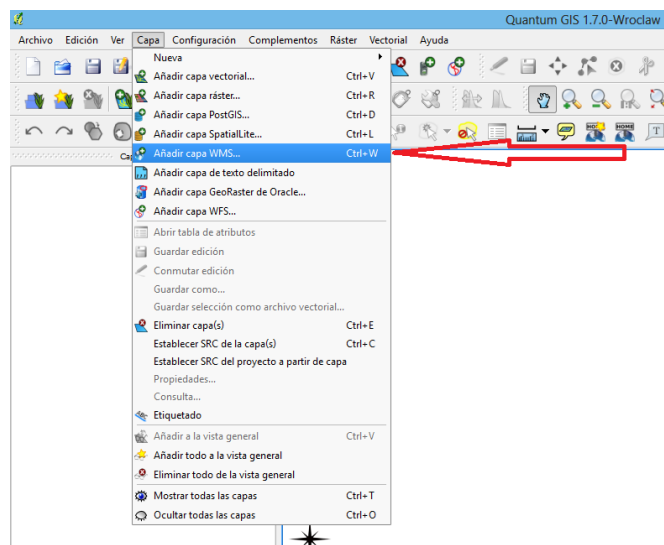 Quantum GIS 1.7.0-Wroclaw
Archivo Edición Ver Capa Configuración Complementos Ráster Vectorial Ayuda
Nueva
Añadir capa vectorial... Ctrl+V
Añadir capa ráster... Ctrl+R
Añadir capa PostGIS... Ctrl+D
Añadir capa SpatialLite... Ctrl+L
Añadir capa WMS... Ctrl+W
Añadir capa de texto delimitado
Añadir capa GeoRaster de Oracle...
Añadir capa WFS...
Abrir tabla de atributos
Guardar edición
Conmutar edición
Guardar como...
Guardar selección como archivo vectorial...
Eliminar capa(s) Ctrl+E
Establecer SRC de la capa(s) Ctrl+C
Establecer SRC del proyecto a partir de capa
Propiedades...
Consulta...
Etiquetado
Añadir a la vista general Ctrl+V
Añadir todo a la vista general
Eliminar todo de la vista general
Mostrar todas las capas Ctrl+T
Ocultar todas las capas Ctrl+O